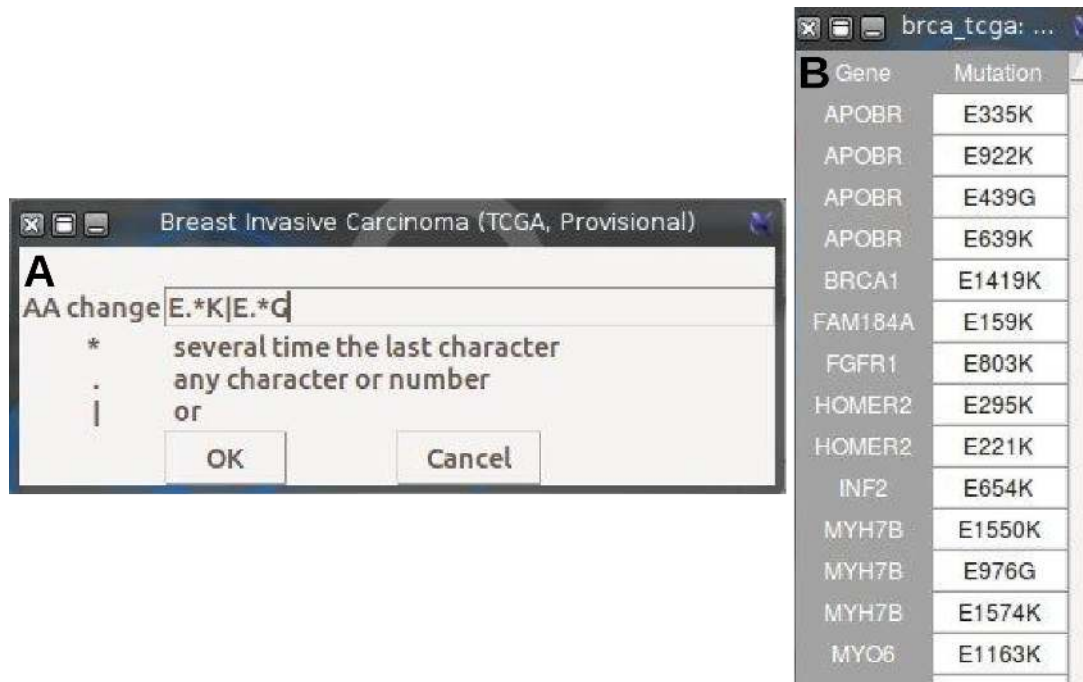 Breast Invasive Carcinoma (TCGA, Provisional)
A
AA change E.*K|E.*G
* several time the last character
. any character or number
| or
OK Cancel
brca_tcga: ...
B
Gene Mutation
APOBR E335K
APOBR E922K
APOBR E439G
APOBR E639K
BRCA1 E1419K
FAM184A E159K
FGFR1 E803K
HOMER2 E295K
HOMER2 E221K
INF2 E654K
MYH7B E1550K
MYH7B E976G
MYH7B E1574K
MYO6 E1163K